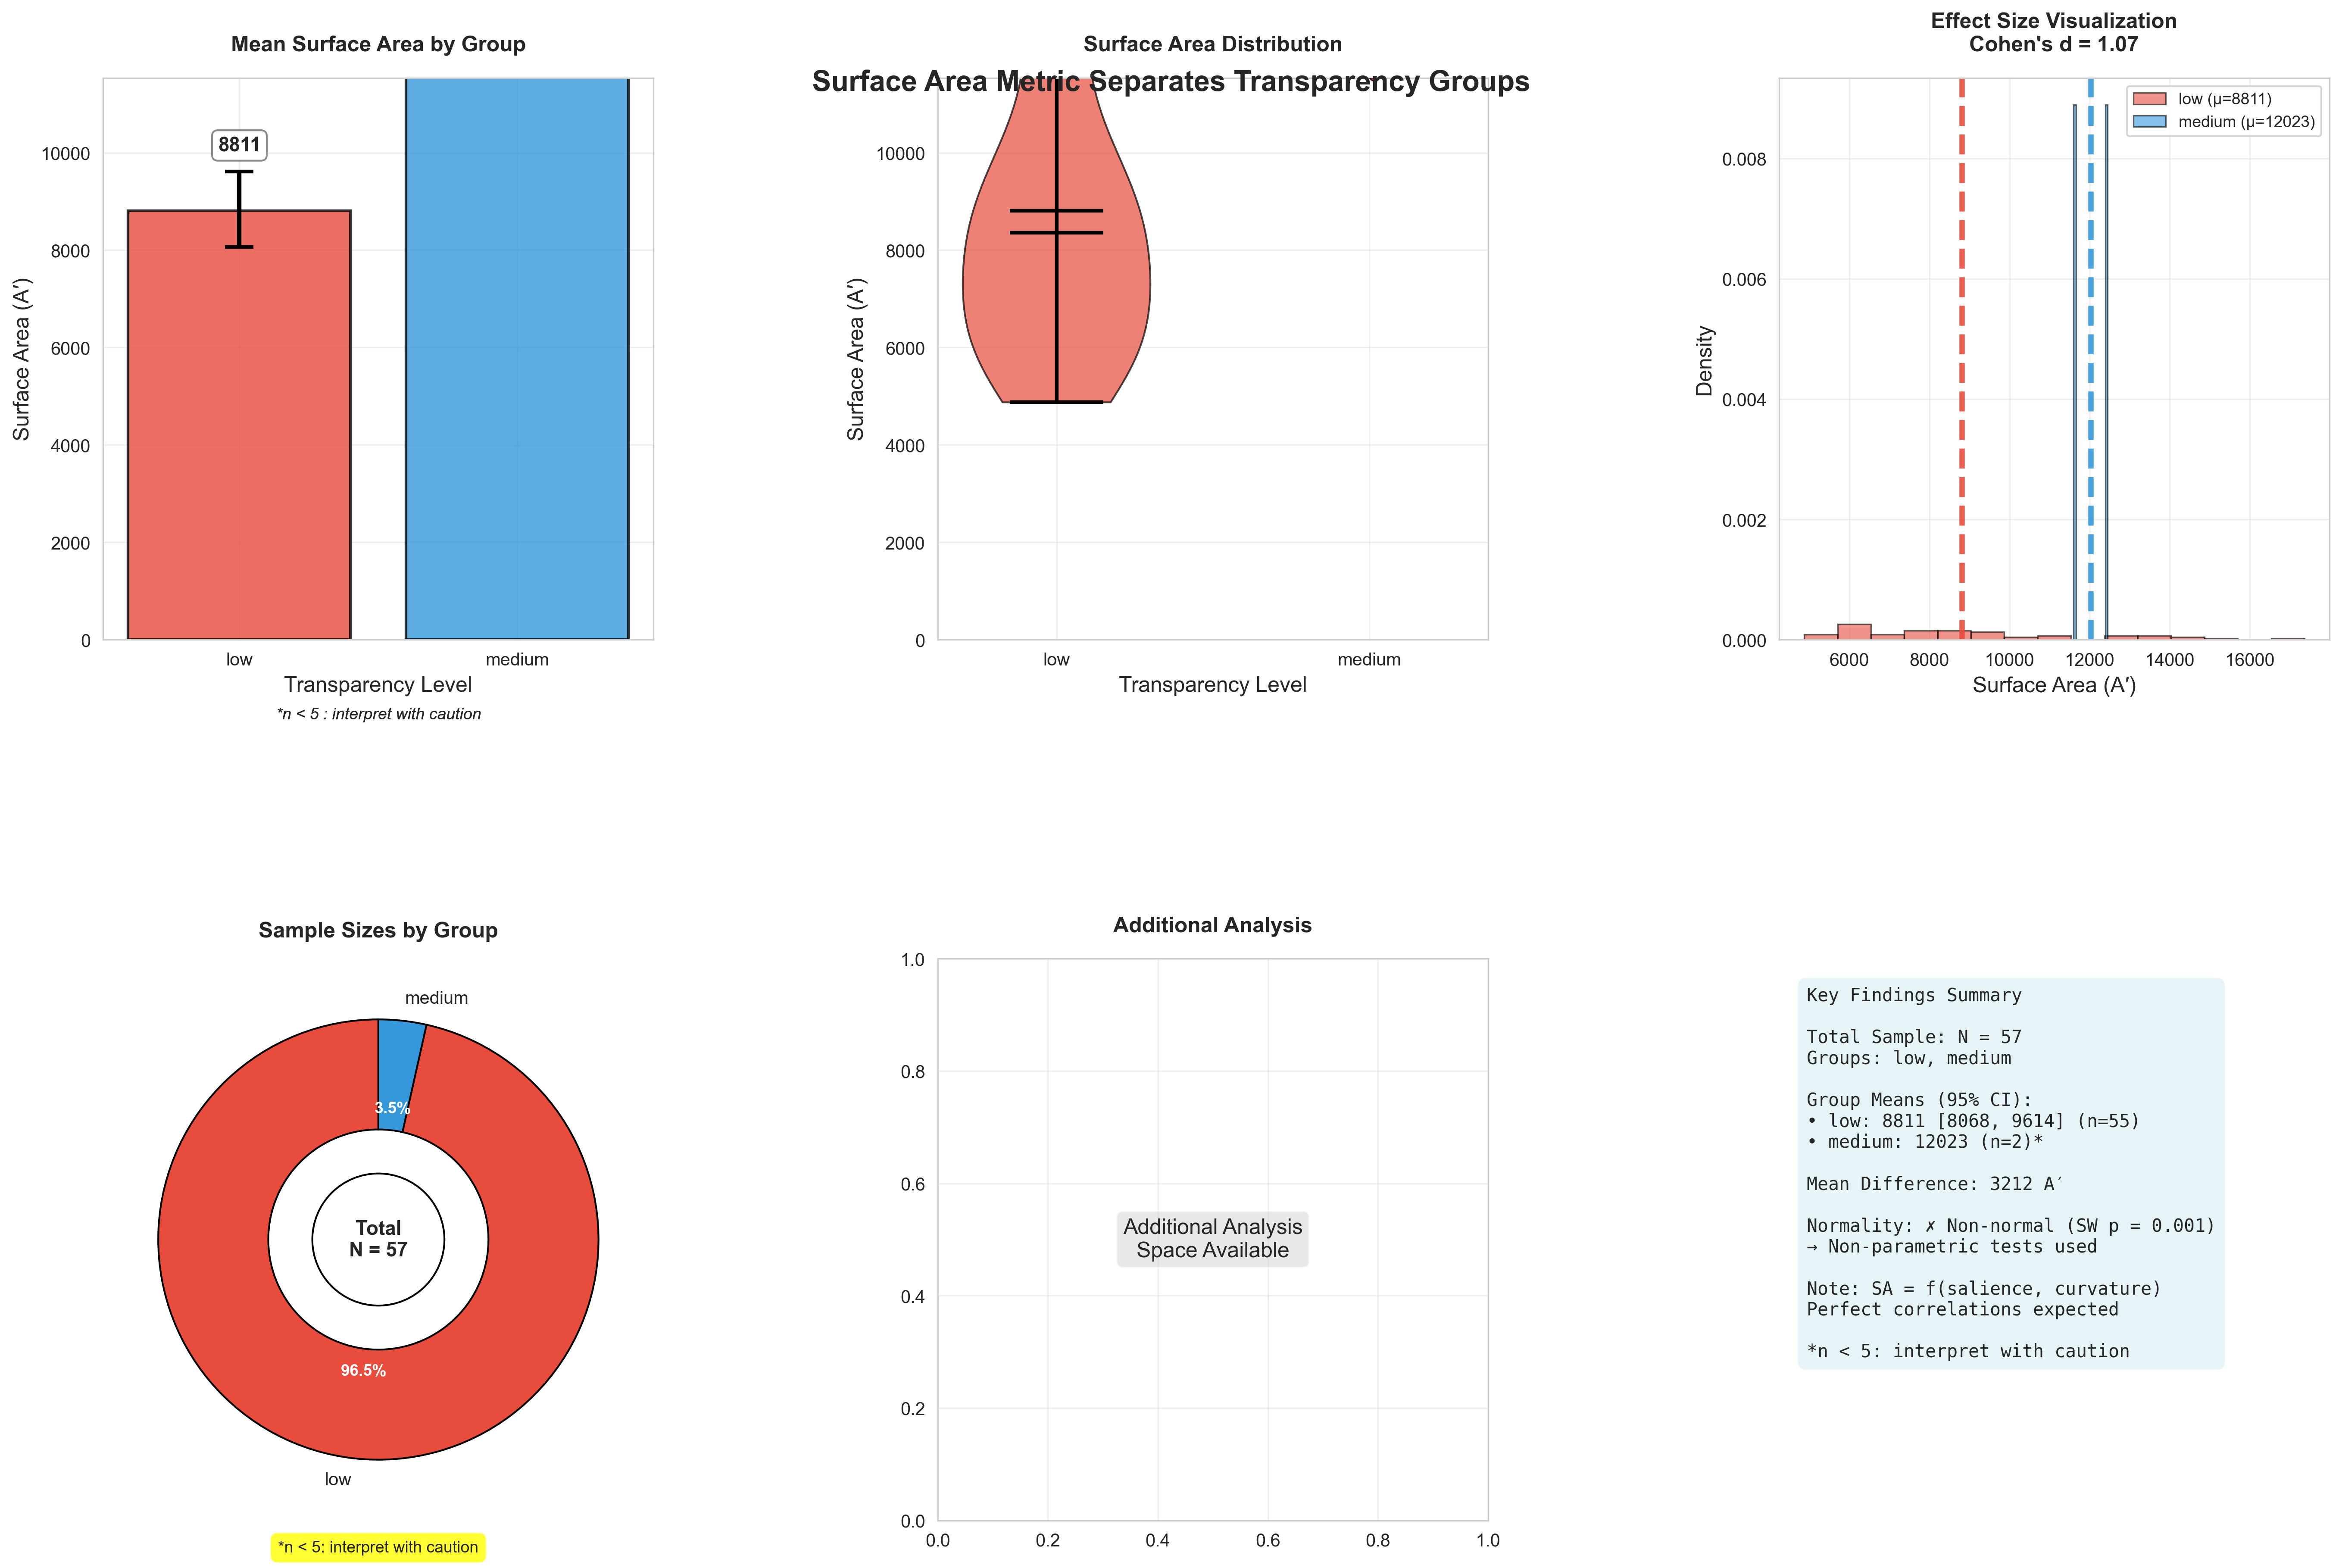 Surface Area Metric Separates Transparency Groups
Mean Surface Area by Group
Surface Area (A′)
10000
8000
6000
4000
2000
0
8811
low
medium
Transparency Level
*n < 5 : interpret with caution
Surface Area Distribution
Surface Area (A′)
10000
8000
6000
4000
2000
0
low
medium
Transparency Level
Effect Size Visualization
Cohen's d = 1.07
low (μ=8811)
medium (μ=12023)
Density
0.008
0.006
0.004
0.002
0.000
6000
8000
10000
12000
14000
16000
Surface Area (A′)
Sample Sizes by Group
medium
3.5%
Total
N = 57
96.5%
low
*n < 5: interpret with caution
Additional Analysis
1.0
0.8
0.6
0.4
0.2
0.0
Additional Analysis
Space Available
0.0
0.2
0.4
0.6
0.8
1.0
Key Findings Summary
Total Sample: N = 57
Groups: low, medium
Group Means (95% CI):
• low: 8811 [8068, 9614] (n=55)
• medium: 12023 (n=2)*
Mean Difference: 3212 A′
Normality: ✗ Non-normal (SW p = 0.001)
→ Non-parametric tests used
Note: SA = f(salience, curvature)
Perfect correlations expected
*n < 5: interpret with caution